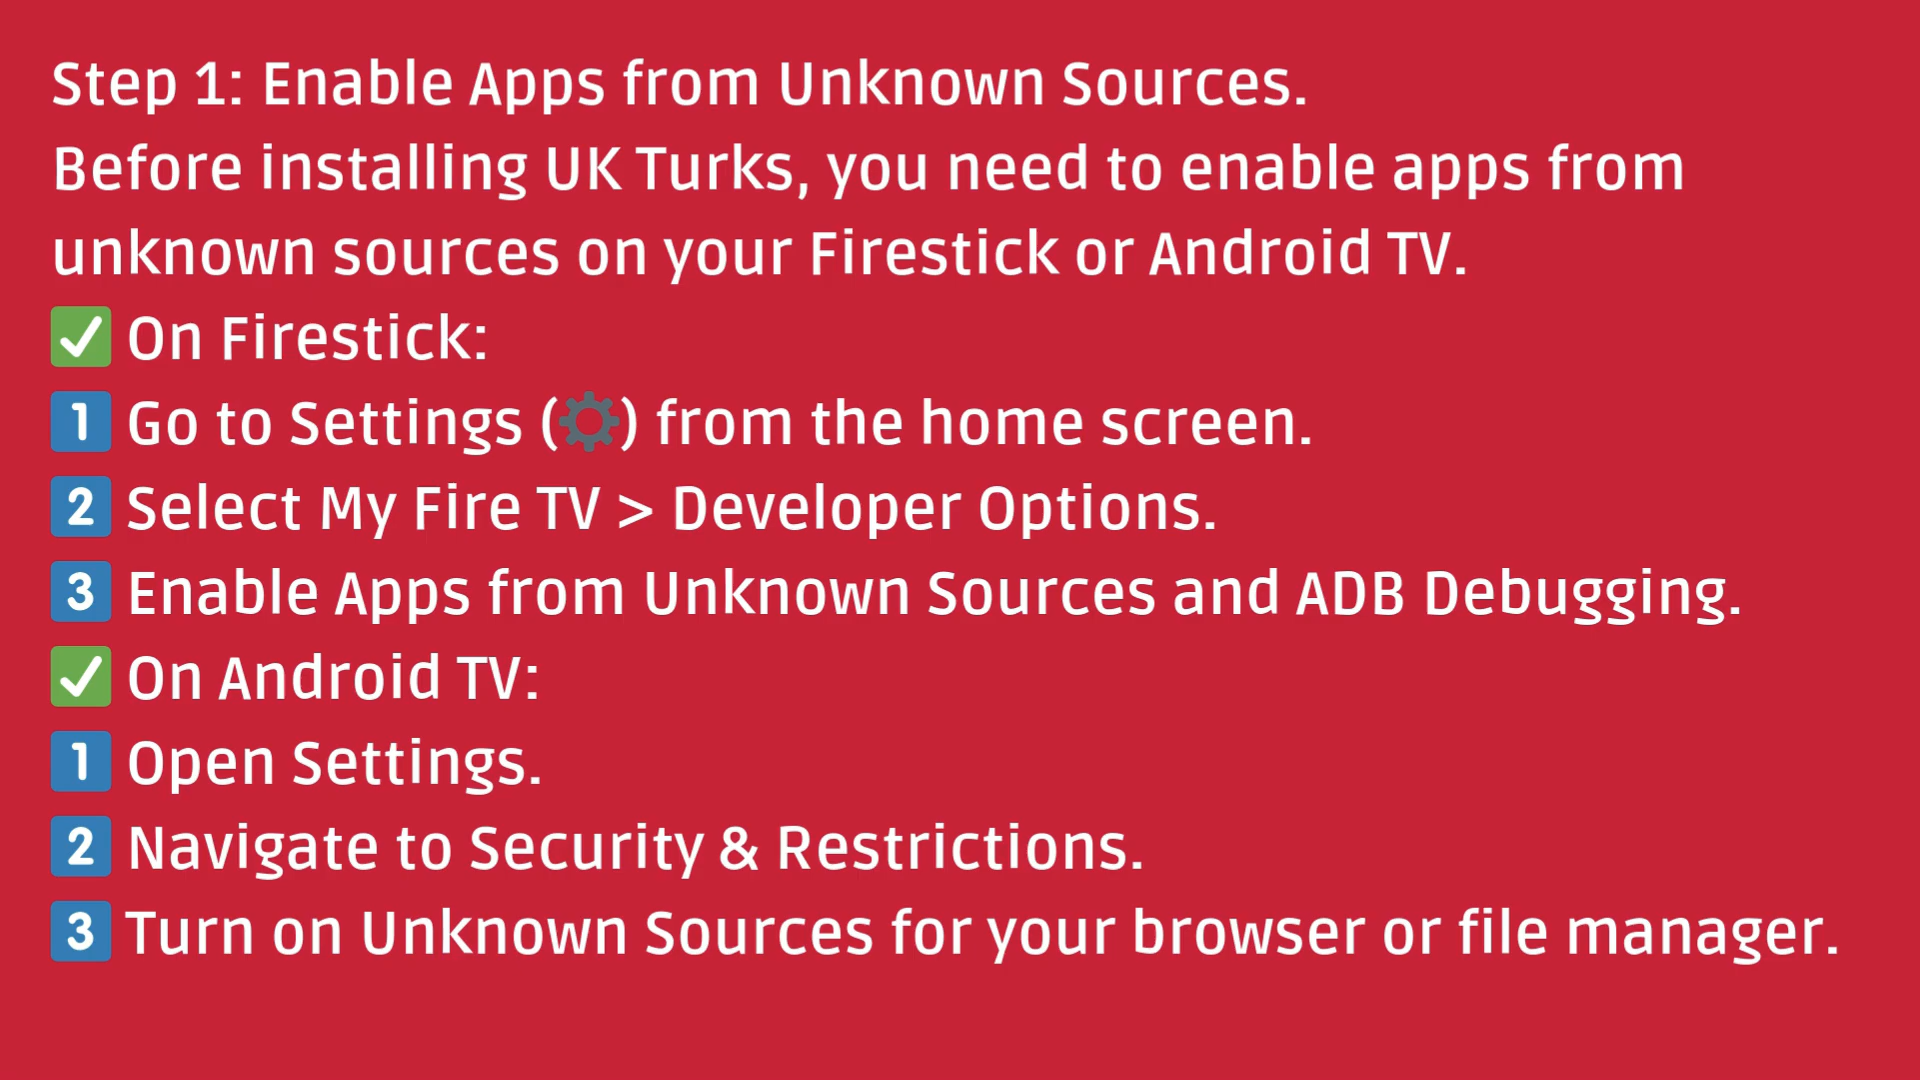 Step 1: Enable Apps from Unknown Sources.
Before installing UK Turks, you need to enable apps from
unknown sources on your Firestick or Android TV.
✅ On Firestick:
1️⃣ Go to Settings (⚙️) from the home screen.
2️⃣ Select My Fire TV > Developer Options.
3️⃣ Enable Apps from Unknown Sources and ADB Debugging.
✅ On Android TV:
1️⃣ Open Settings.
2️⃣ Navigate to Security & Restrictions.
3️⃣ Turn on Unknown Sources for your browser or file manager.